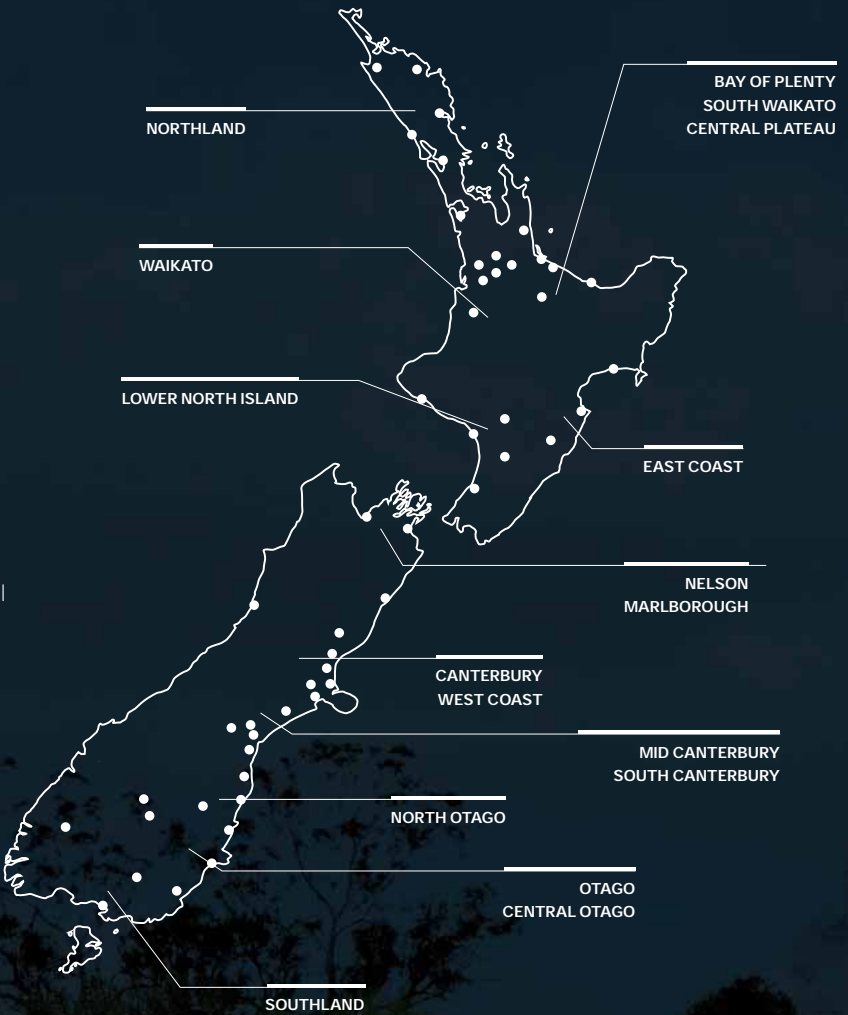 NORTHLAND
BAY OF PLENTY
SOUTH WAIKATO
CENTRAL PLATEAU
WAIKATO
LOWER NORTH ISLAND
EAST COAST
NELSON
MARLBOROUGH
CANTERBURY
WEST COAST
MID CANTERBURY
SOUTH CANTERBURY
NORTH OTAGO
OTAGO
CENTRAL OTAGO
SOUTHLAND